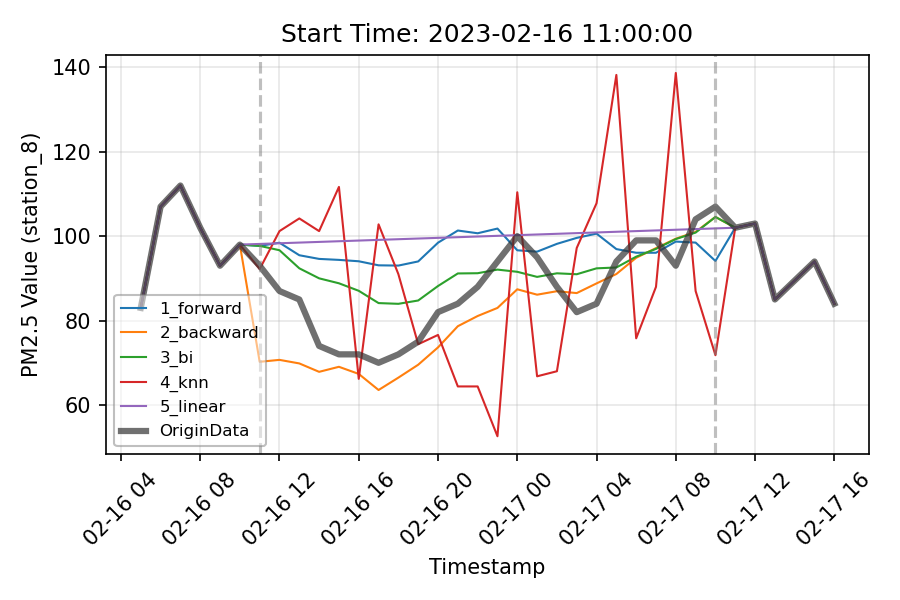 Start Time: 2023-02-16 11:00:00
PM2.5 Value (station_8)
140
120
100
80
60
1_forward
2_backward
3_bi
4_knn
5_linear
OriginData
02-16 04
02-16 08
02-16 12
02-16 16
02-16 20
02-17 00
02-17 04
02-17 08
02-17 12
02-17 16
Timestamp